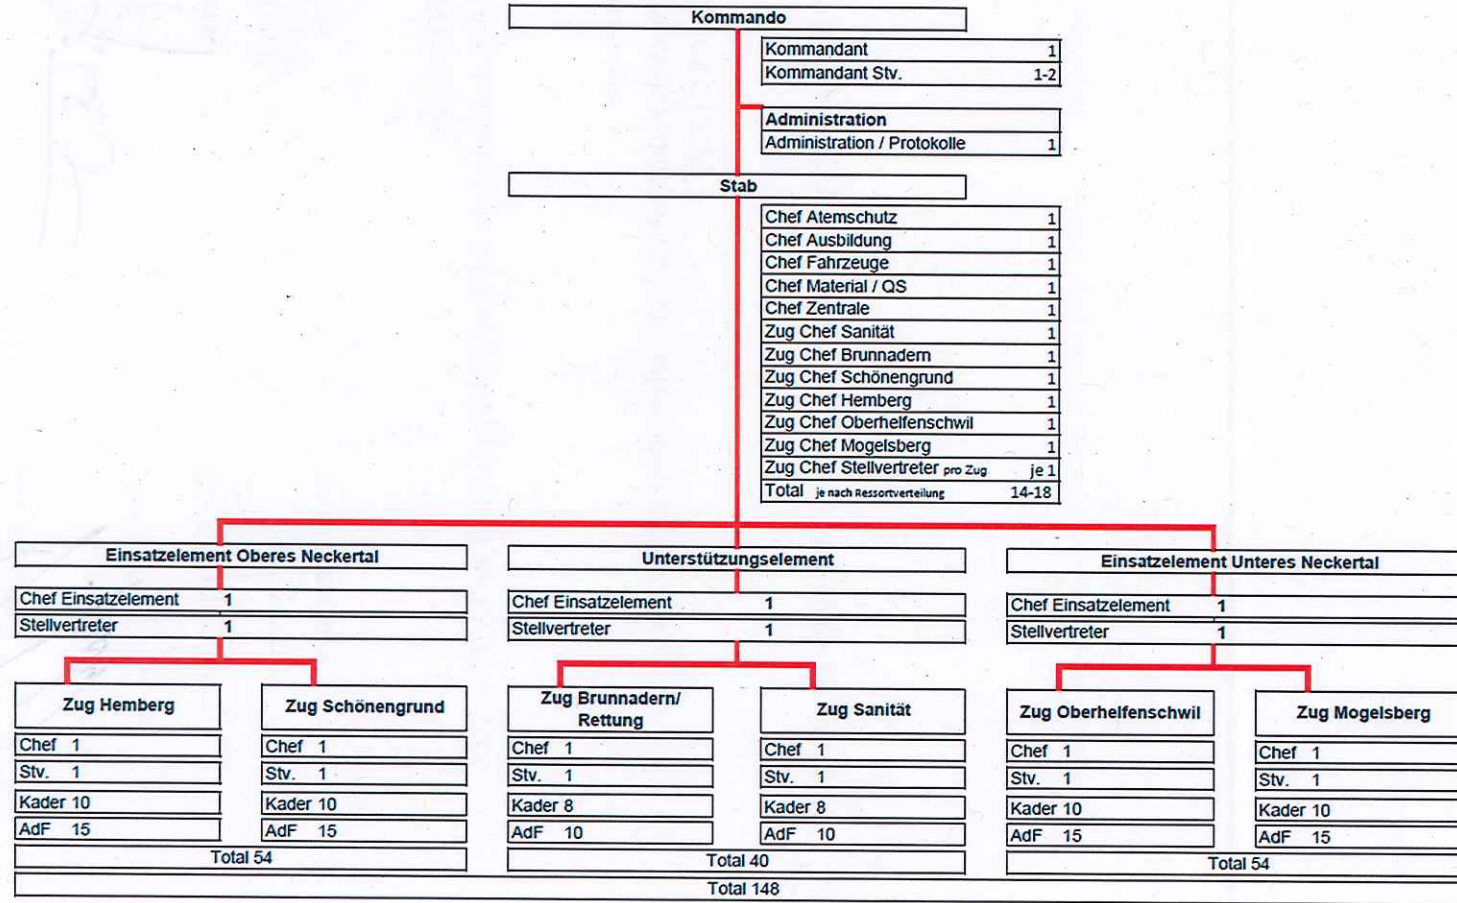 Kommando
Kommandant 1
Kommandant Stv. 1-2
Administration
Administration / Protokolle 1
Stab
Chef Atemschutz 1
Chef Ausbildung 1
Chef Fahrzeuge 1
Chef Material / QS 1
Chef Zentrale 1
Zug Chef Sanität 1
Zug Chef Brunnadern 1
Zug Chef Schönengrund 1
Zug Chef Hemberg 1
Zug Chef Oberhelfenschwil 1
Zug Chef Mogelsberg 1
Zug Chef Stellvertreter pro Zug je 1
Total je nach Ressortverteilung 14-18
Einsatzelement Oberes Neckertal
Chef Einsatzelement 1
Stellvertreter 1
Zug Hemberg
Chef 1
Stv. 1
Kader 10
AdF 15
Zug Schönengrund
Chef 1
Stv. 1
Kader 10
AdF 15
Total 54
Unterstützungselement
Chef Einsatzelement 1
Stellvertreter 1
Zug Brunnadern/
Rettung
Chef 1
Stv. 1
Kader 8
AdF 10
Zug Sanität
Chef 1
Stv. 1
Kader 8
AdF 10
Total 40
Einsatzelement Unteres Neckertal
Chef Einsatzelement 1
Stellvertreter 1
Zug Oberhelfenschwil
Chef 1
Stv. 1
Kader 10
AdF 15
Zug Mogelsberg
Chef 1
Stv. 1
Kader 10
AdF 15
Total 54
Total 148